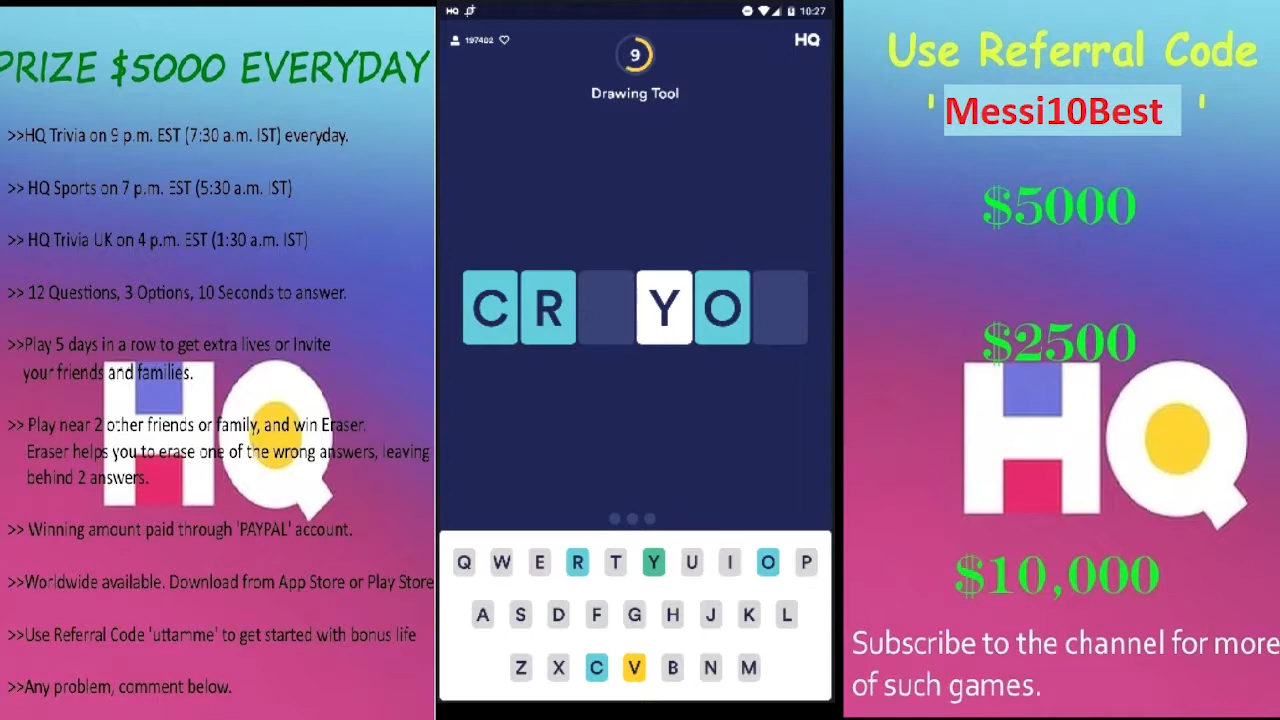 PRIZE $5000 EVERYDAY
>>HQ Trivia on 9 p.m. EST (7:30 a.m. IST) everyday.
>> HQ Sports on 7 p.m. EST (5:30 a.m. IST)
>> HQ Trivia UK on 4 p.m. EST (1:30 a.m. IST)
>> 12 Questions, 3 Options, 10 Seconds to answer.
>>Play 5 days in a row to get extra lives or Invite
your friends and families.
>> Play near 2 other friends or family, and win Eraser.
Eraser helps you to erase one of the wrong answers, leaving
behind 2 answers.
>> Winning amount paid through 'PAYPAL' account.
>>Worldwide available. Download from App Store or Play Store
>>Use Referral Code 'uttamme' to get started with bonus life
>>Any problem, comment below.
HQ
HQ 10:27
197402 HQ
9
Drawing Tool
C R Y O
Q W E R T Y U I O P
A S D F G H J K L
Z X C V B N M
Use Referral Code
' Messi10Best '
$5000
$2500
HQ
$10,000
Subscribe to the channel for more
of such games.